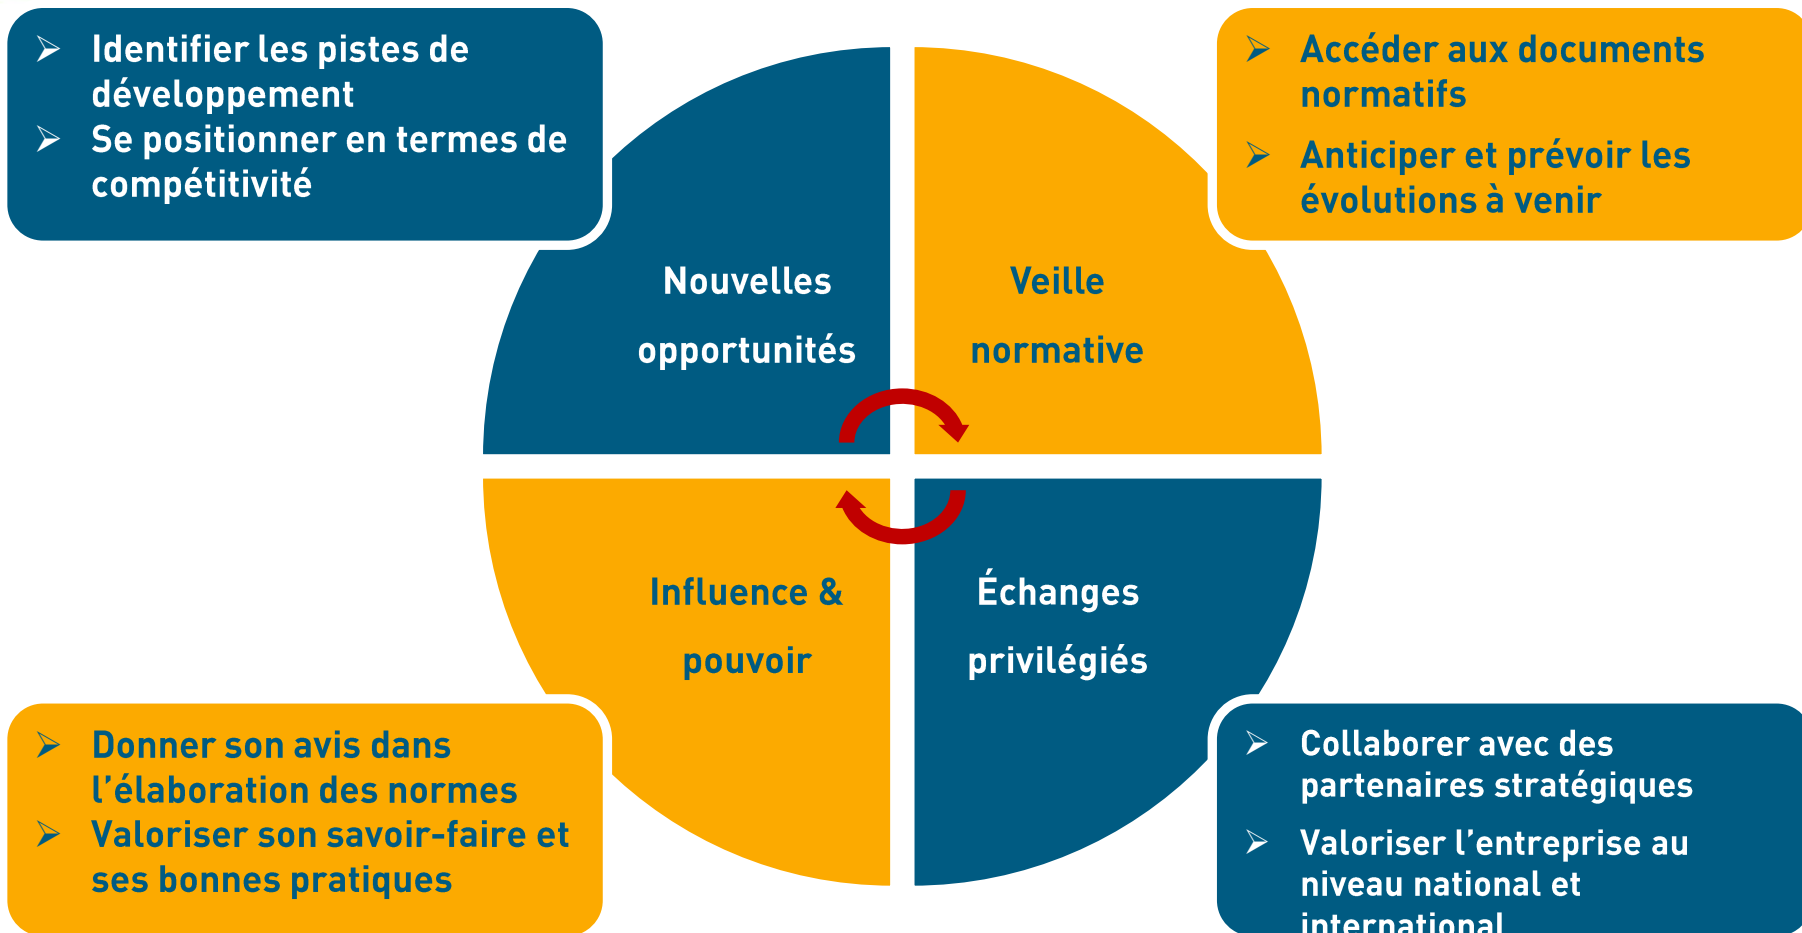 ➢ Identifier les pistes de
développement
➢ Se positionner en termes de
compétitivité
➢ Accéder aux documents
normatifs
➢ Anticiper et prévoir les
évolutions à venir
Nouvelles
opportunités
Veille
normative
Influence &
pouvoir
Échanges
privilégiés
➢ Donner son avis dans
l’élaboration des normes
➢ Valoriser son savoir-faire et
ses bonnes pratiques
➢ Collaborer avec des
partenaires stratégiques
➢ Valoriser l’entreprise au
niveau national et
international